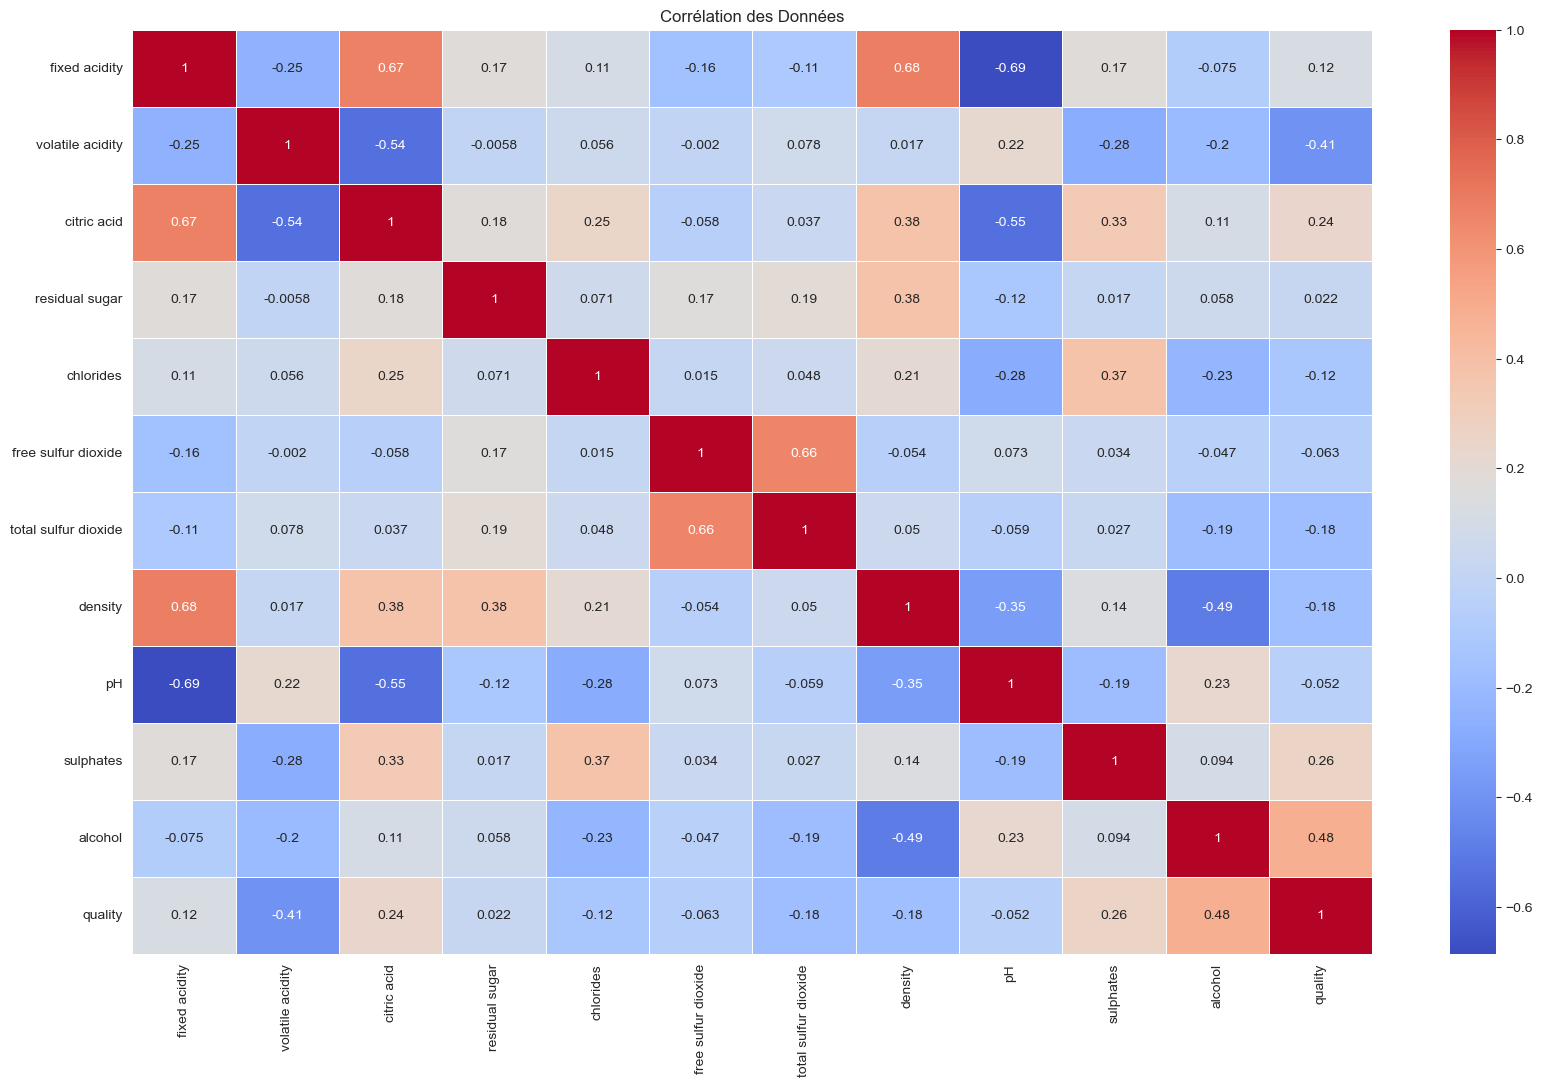 Corrélation des Données
fixed acidity 1 -0.25 0.67 0.17 0.11 -0.16 -0.11 0.68 -0.69 0.17 -0.075 0.12
volatile acidity -0.25 1 -0.54 -0.0058 0.056 -0.002 0.078 0.017 0.22 -0.28 -0.2 -0.41
citric acid 0.67 -0.54 1 0.18 0.25 -0.058 0.037 0.38 -0.55 0.33 0.11 0.24
residual sugar 0.17 -0.0058 0.18 1 0.071 0.17 0.19 0.38 -0.12 0.017 0.058 0.022
chlorides 0.11 0.056 0.25 0.071 1 0.015 0.048 0.21 -0.28 0.37 -0.23 -0.12
free sulfur dioxide -0.16 -0.002 -0.058 0.17 0.015 1 0.66 -0.054 0.073 0.034 -0.047 -0.063
total sulfur dioxide -0.11 0.078 0.037 0.19 0.048 0.66 1 0.05 -0.059 0.027 -0.19 -0.18
density 0.68 0.017 0.38 0.38 0.21 -0.054 0.05 1 -0.35 0.14 -0.49 -0.18
pH -0.69 0.22 -0.55 -0.12 -0.28 0.073 -0.059 -0.35 1 -0.19 0.23 -0.052
sulphates 0.17 -0.28 0.33 0.017 0.37 0.034 0.027 0.14 -0.19 1 0.094 0.26
alcohol -0.075 -0.2 0.11 0.058 -0.23 -0.047 -0.19 -0.49 0.23 0.094 1 0.48
quality 0.12 -0.41 0.24 0.022 -0.12 -0.063 -0.18 -0.18 -0.052 0.26 0.48 1
fixed acidity
volatile acidity
citric acid
residual sugar
chlorides
free sulfur dioxide
total sulfur dioxide
density
pH
sulphates
alcohol
quality
1.0
0.8
0.6
0.4
0.2
0.0
−0.2
−0.4
−0.6